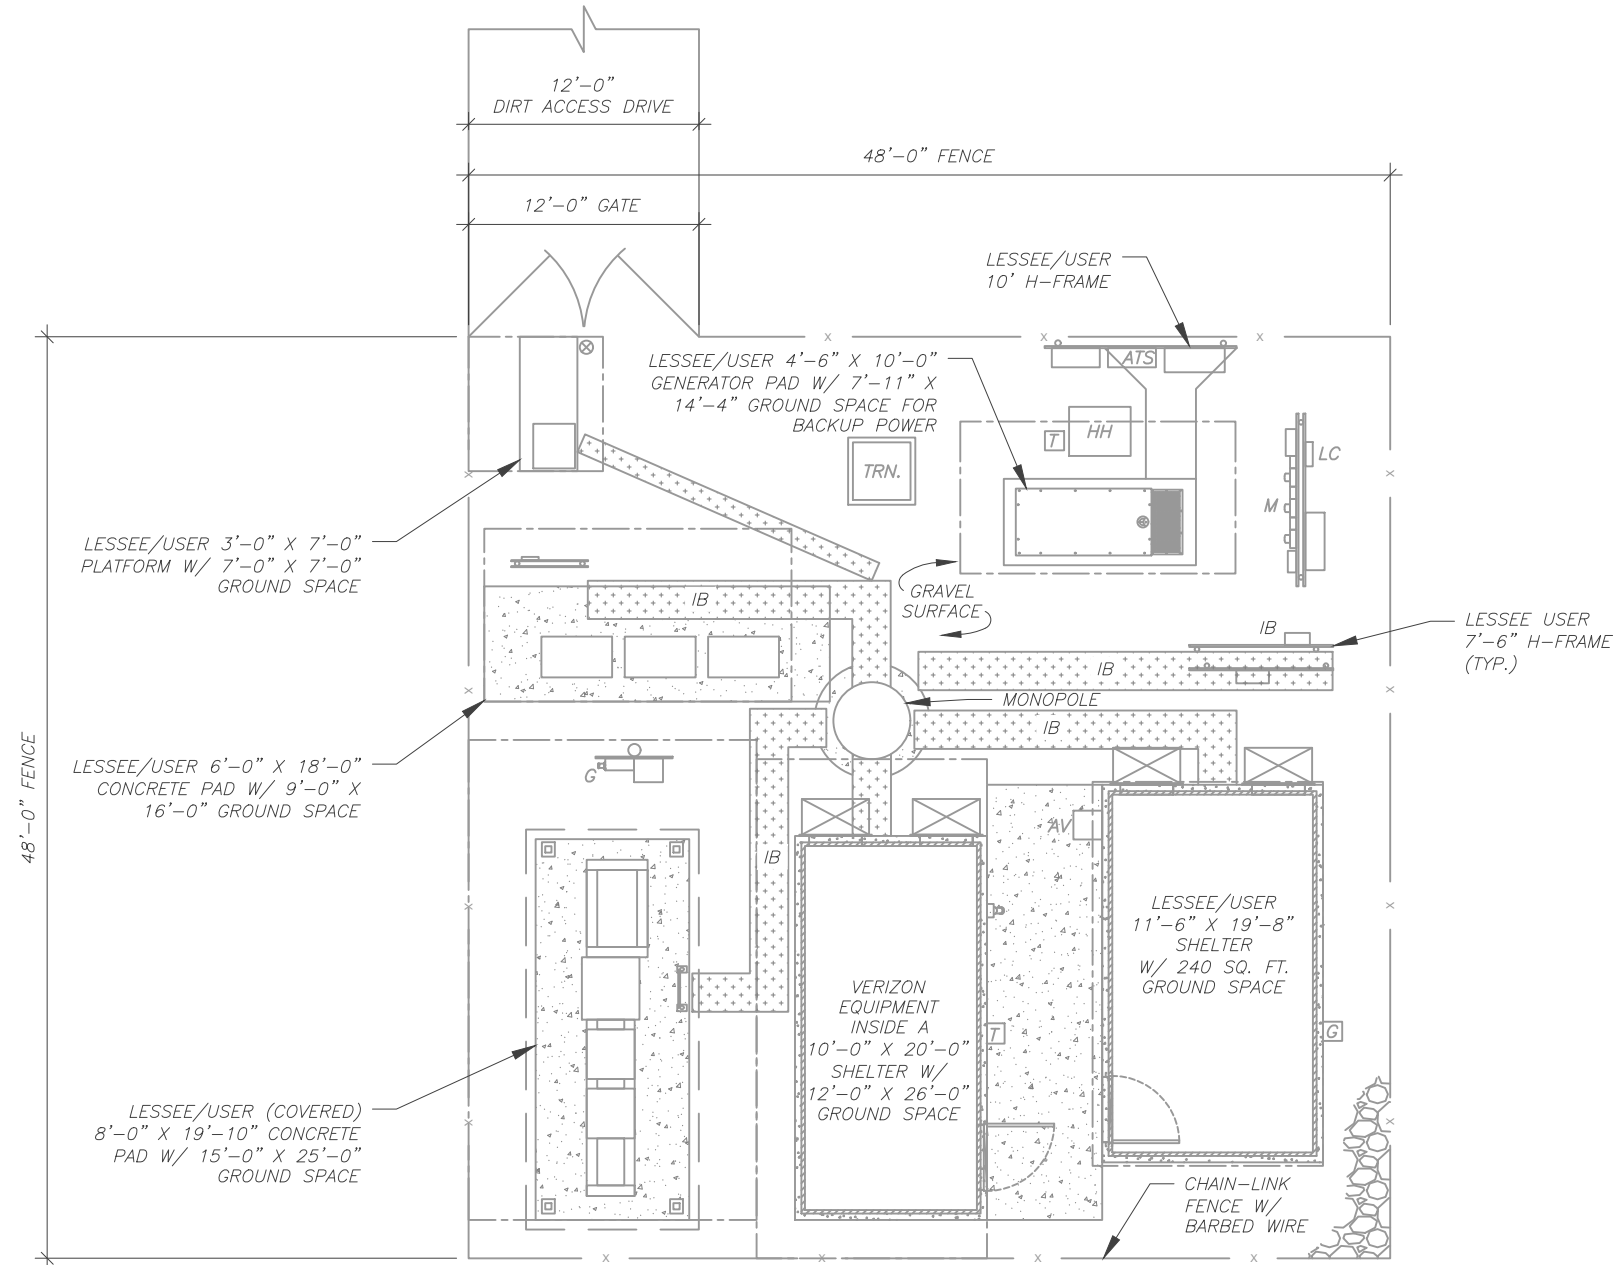 12'-0"
DIRT ACCESS DRIVE
48'-0" FENCE
12'-0" GATE
LESSEE/USER
10' H-FRAME
LESSEE/USER 4'-6" X 10'-0"
GENERATOR PAD W/ 7'-11" X
14'-4" GROUND SPACE FOR
BACKUP POWER
ATS
HH
T
TRN.
LC
M
LESSEE/USER 3'-0" X 7'-0"
PLATFORM W/ 7'-0" X 7'-0"
GROUND SPACE
GRAVEL
SURFACE
IB
IB
LESSEE USER
7'-6" H-FRAME
(TYP.)
IB
MONOPOLE
IB
LESSEE/USER 6'-0" X 18'-0"
CONCRETE PAD W/ 9'-0" X
16'-0" GROUND SPACE
G
48'-0" FENCE
IB
AV
LESSEE/USER
11'-6" X 19'-8"
SHELTER
W/ 240 SQ. FT.
GROUND SPACE
VERIZON
EQUIPMENT
INSIDE A
10'-0" X 20'-0"
SHELTER W/
12'-0" X 26'-0"
GROUND SPACE
T
G
LESSEE/USER (COVERED)
8'-0" X 19'-10" CONCRETE
PAD W/ 15'-0" X 25'-0"
GROUND SPACE
CHAIN-LINK
FENCE W/
BARBED WIRE